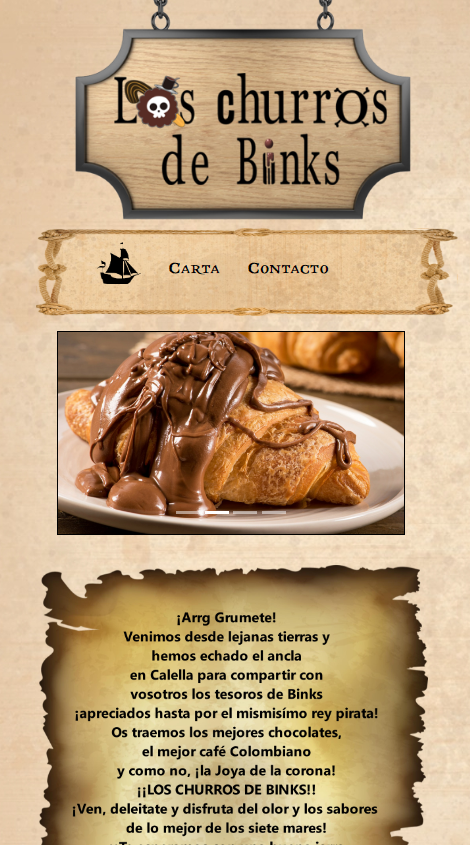 Los churros
de Binks
Carta Contacto
¡Arrg Grumete!
Venimos desde lejanas tierras y
hemos echado el ancla
en Calella para compartir con
vosotros los tesoros de Binks
¡apreciados hasta por el mismisímo rey pirata!
Os traemos los mejores chocolates,
el mejor café Colombiano
y como no, ¡la Joya de la corona!
¡¡LOS CHURROS DE BINKS!!
¡Ven, deleitate y disfruta del olor y los sabores
de lo mejor de los siete mares!